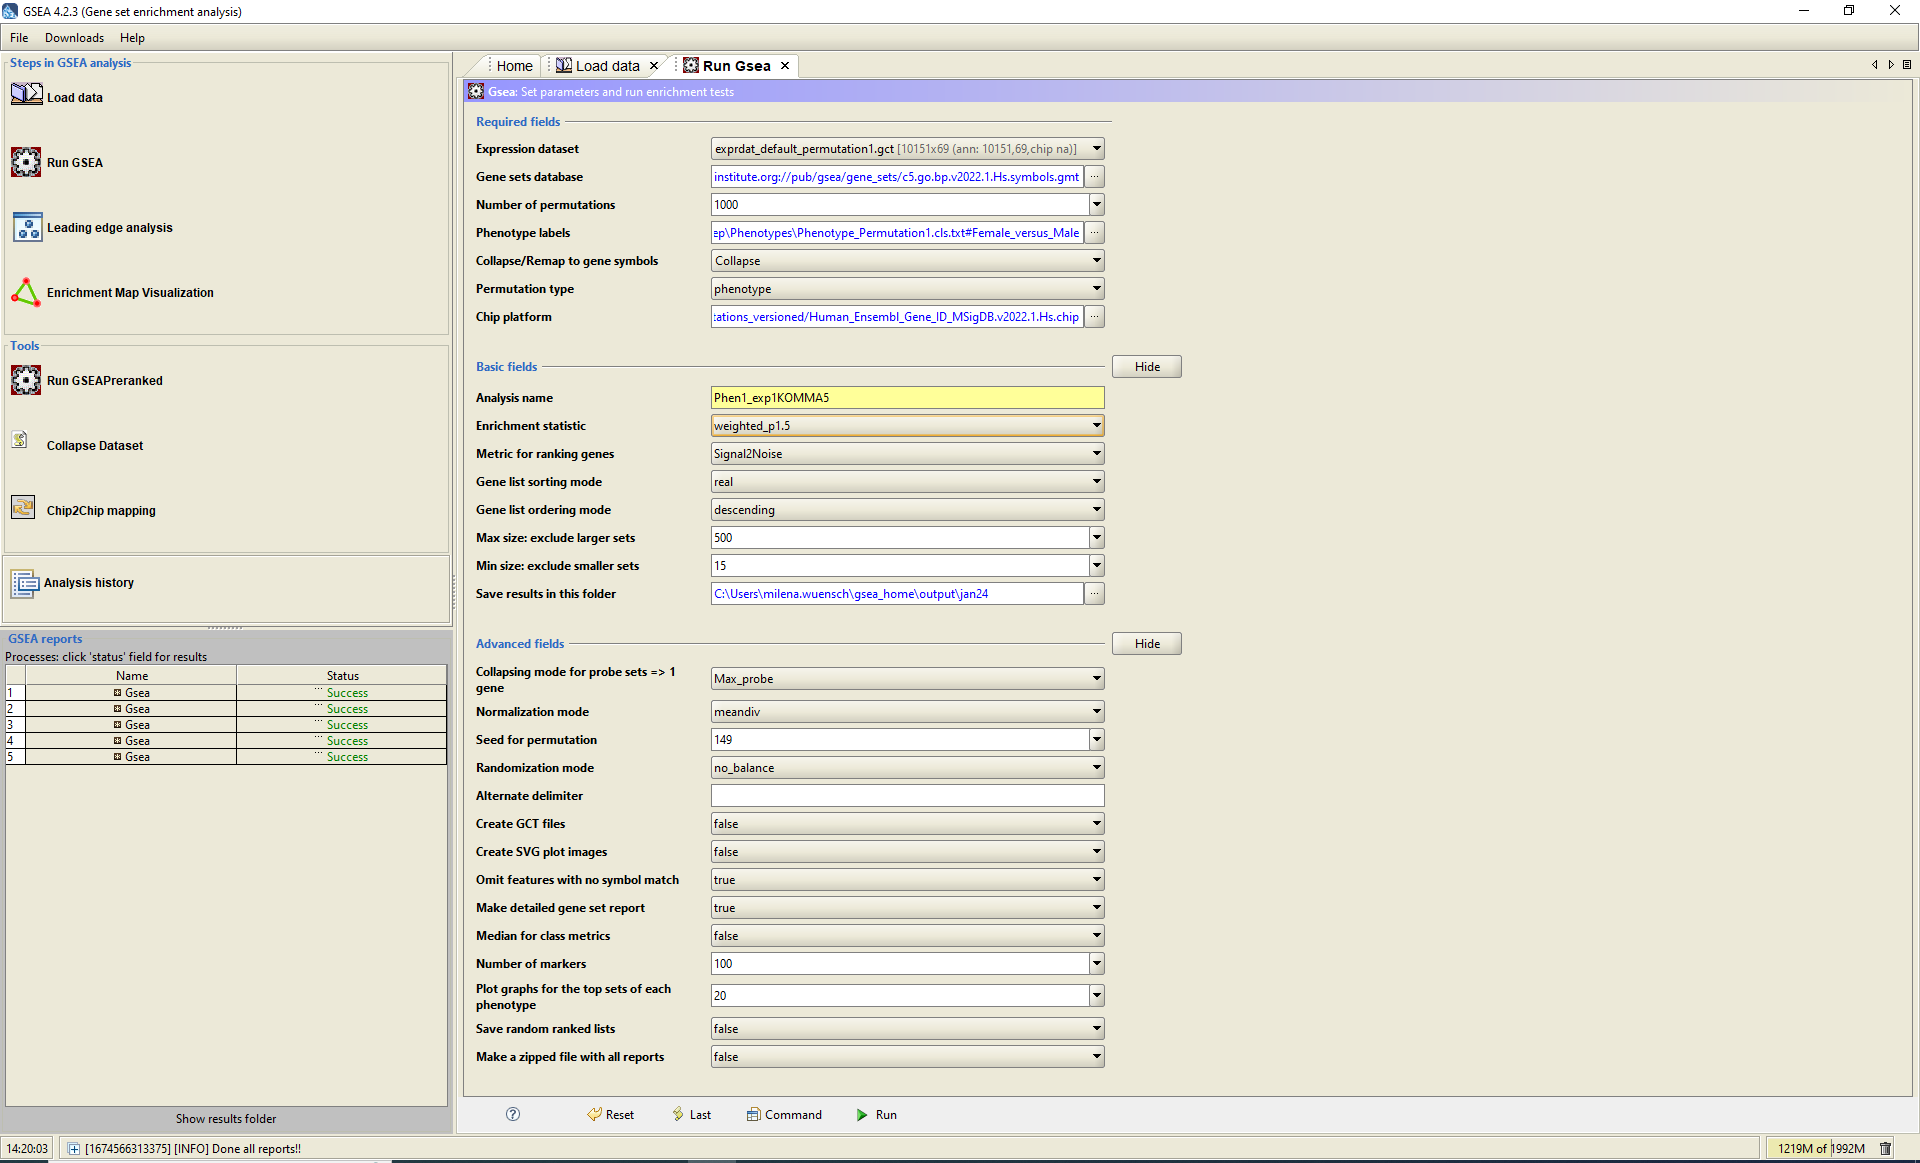 GSEA 4.2.3 (Gene set enrichment analysis)
File Downloads Help
Steps in GSEA analysis
Load data
Run GSEA
Leading edge analysis
Enrichment Map Visualization
Tools
Run GSEAPreranked
Collapse Dataset
Chip2Chip mapping
Analysis history
GSEA reports
Processes: click 'status' field for results
Name Status
1 Gsea ... Success
2 Gsea ... Success
3 Gsea ... Success
4 Gsea ... Success
5 Gsea ... Success
Show results folder
Home Load data Run Gsea
Gsea: Set parameters and run enrichment tests
Required fields
Expression dataset exprdat_default_permutation1.gct [10151x69 (ann: 10151,69,chip na)]
Gene sets database institute.org://pub/gsea/gene_sets/c5.go.bp.v2022.1.Hs.symbols.gmt ...
Number of permutations 1000
Phenotype labels ep\Phenotypes\Phenotype_Permutation1.cls.txt#Female_versus_Male ...
Collapse/Remap to gene symbols Collapse
Permutation type phenotype
Chip platform tations_versioned/Human_Ensembl_Gene_ID_MSigDB.v2022.1.Hs.chip ...
Basic fields Hide
Analysis name Phen1_exp1KOMMA5
Enrichment statistic weighted_p1.5
Metric for ranking genes Signal2Noise
Gene list sorting mode real
Gene list ordering mode descending
Max size: exclude larger sets 500
Min size: exclude smaller sets 15
Save results in this folder C:\Users\milena.wuensch\gsea_home\output\jan24 ...
Advanced fields Hide
Collapsing mode for probe sets => 1
gene Max_probe
Normalization mode meandiv
Seed for permutation 149
Randomization mode no_balance
Alternate delimiter
Create GCT files false
Create SVG plot images false
Omit features with no symbol match true
Make detailed gene set report true
Median for class metrics false
Number of markers 100
Plot graphs for the top sets of each
phenotype 20
Save random ranked lists false
Make a zipped file with all reports false
? Reset Last Command Run
14:20:03 [1674566313375] [INFO] Done all reports!! 1219M of 1992M